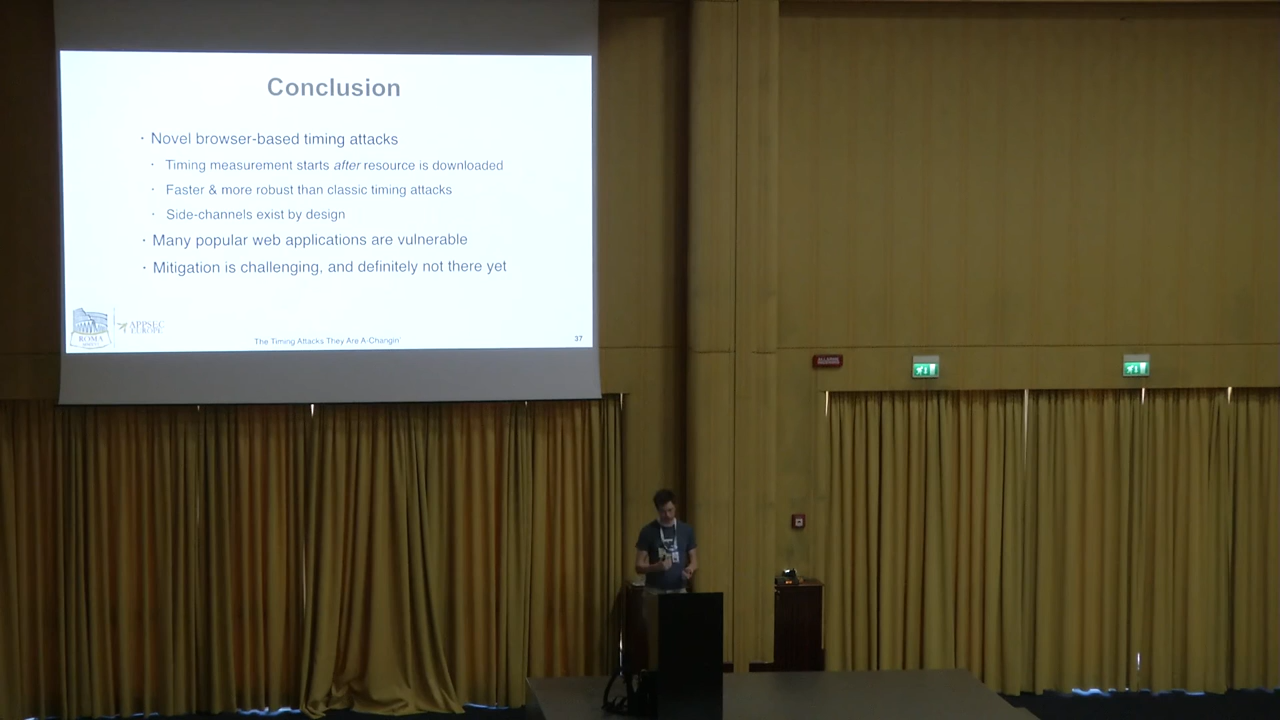 Conclusion
· Novel browser-based timing attacks
· Timing measurement starts after resource is downloaded
· Faster & more robust than classic timing attacks
· Side-channels exist by design
· Many popular web applications are vulnerable
· Mitigation is challenging, and definitely not there yet
ROMA
APPSEC
EUROPE
The Timing Attacks They Are A-Changin'
37